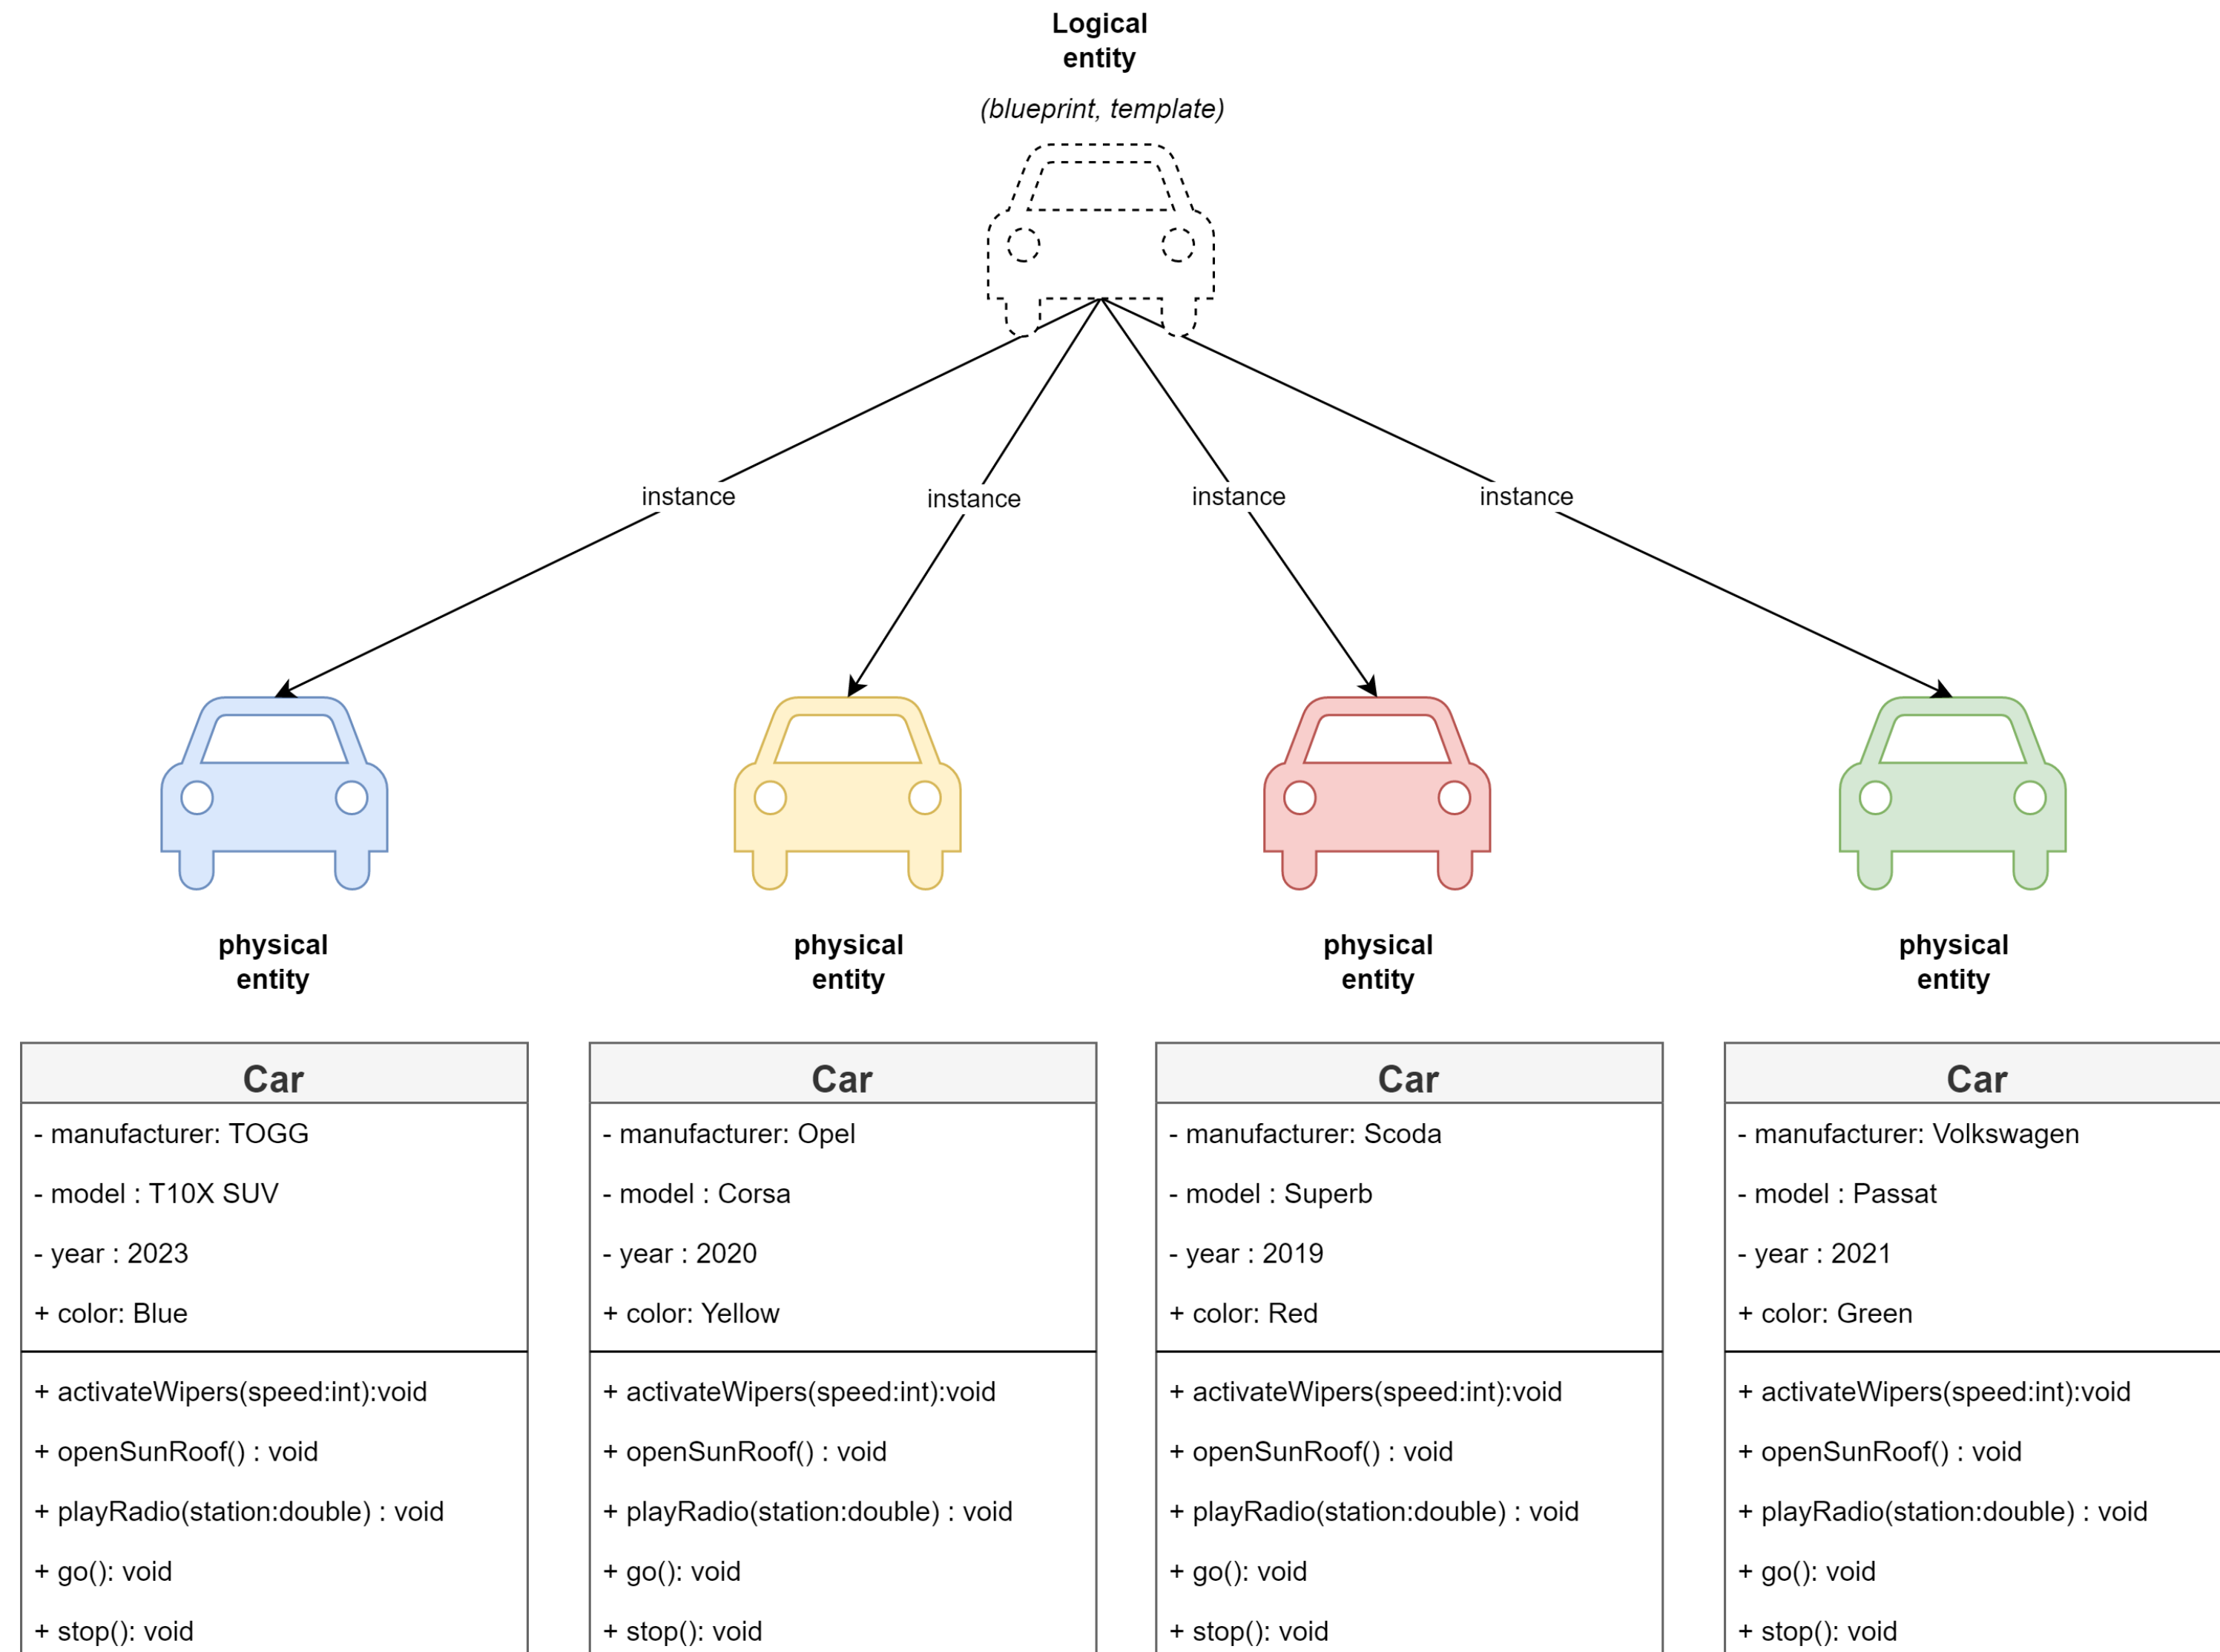 Logical
entity
(blueprint, template)
instance
instance
instance
instance
physical
entity
physical
entity
physical
entity
physical
entity
Car
- manufacturer: TOGG
- model : T10X SUV
- year : 2023
+ color: Blue
+ activateWipers(speed:int):void
+ openSunRoof() : void
+ playRadio(station:double) : void
+ go(): void
+ stop(): void
Car
- manufacturer: Opel
- model : Corsa
- year : 2020
+ color: Yellow
+ activateWipers(speed:int):void
+ openSunRoof() : void
+ playRadio(station:double) : void
+ go(): void
+ stop(): void
Car
- manufacturer: Scoda
- model : Superb
- year : 2019
+ color: Red
+ activateWipers(speed:int):void
+ openSunRoof() : void
+ playRadio(station:double) : void
+ go(): void
+ stop(): void
Car
- manufacturer: Volkswagen
- model : Passat
- year : 2021
+ color: Green
+ activateWipers(speed:int):void
+ openSunRoof() : void
+ playRadio(station:double) : void
+ go(): void
+ stop(): void